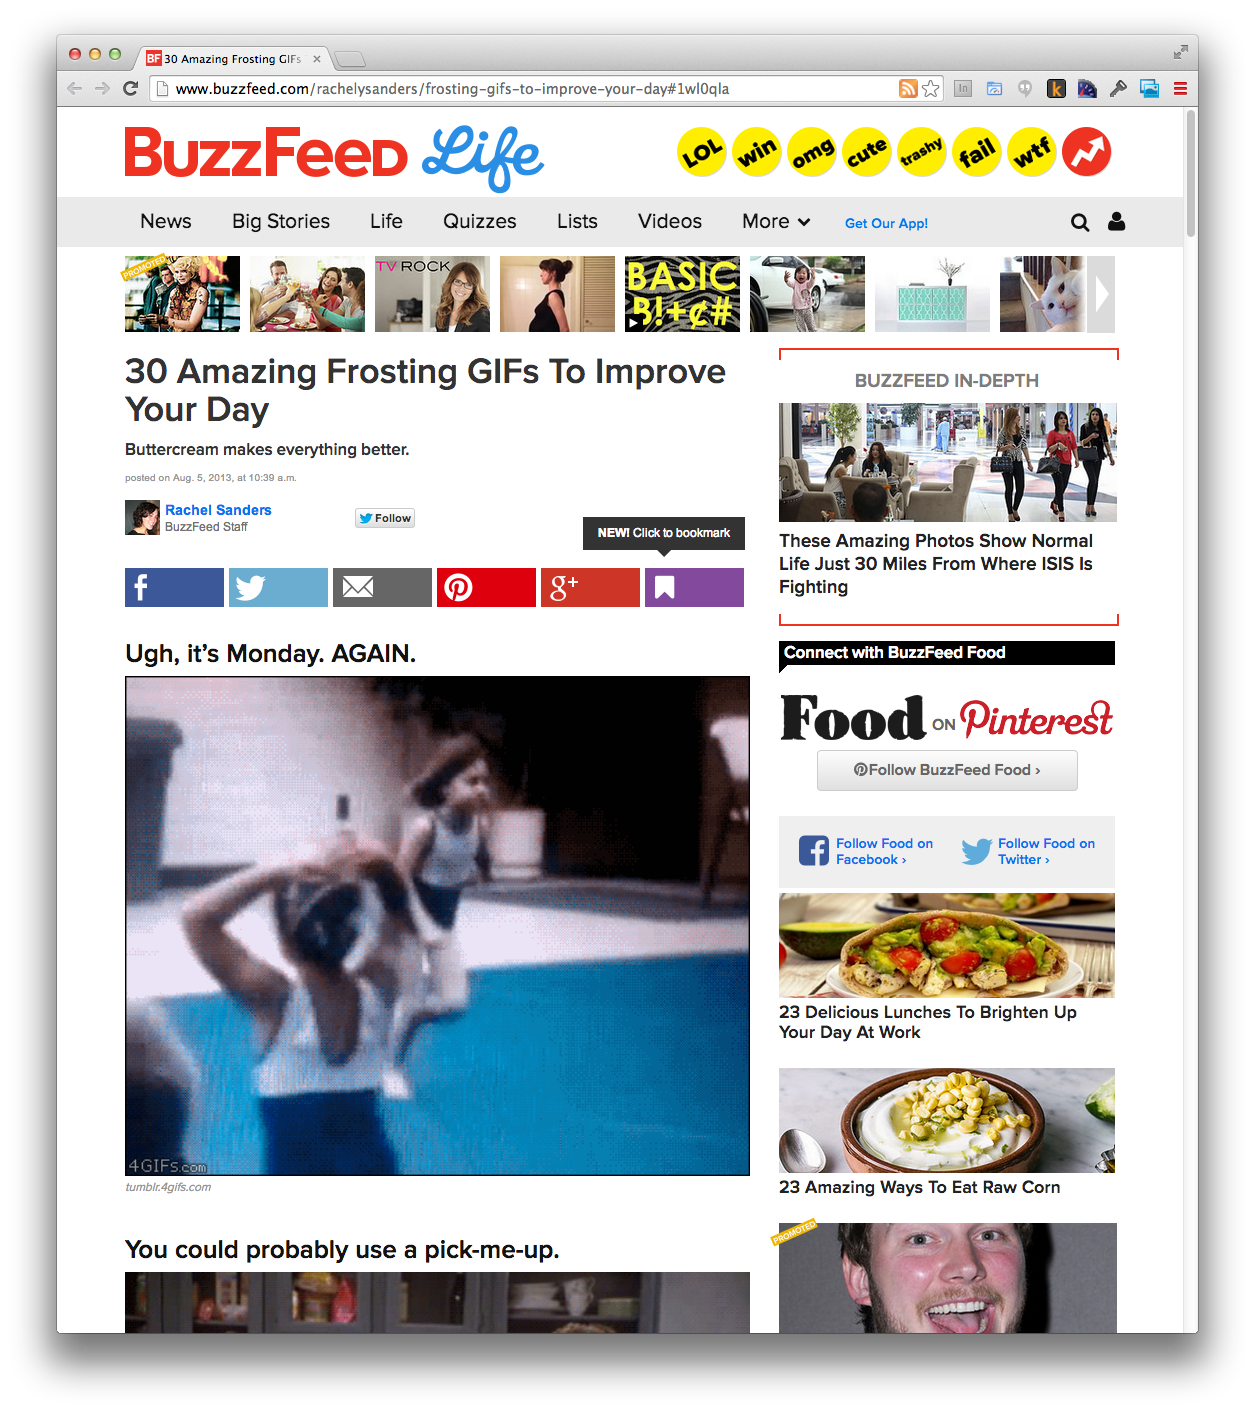 BF 30 Amazing Frosting GIFs
www.buzzfeed.com/rachelysanders/frosting-gifs-to-improve-your-day#1wl0qla
BuzzFeed Life
LOL win omg cute trashy fail wtf
News Big Stories Life Quizzes Lists Videos More Get Our App!
PROMOTED
TV ROCK
BASIC
B!+¢#
30 Amazing Frosting GIFs To Improve
Your Day
Buttercream makes everything better.
posted on Aug. 5, 2013, at 10:39 a.m.
Rachel Sanders
BuzzFeed Staff
Follow
NEW! Click to bookmark
f
g+
Ugh, it's Monday. AGAIN.
4GIFs.com
tumblr.4gifs.com
You could probably use a pick-me-up.
BUZZFEED IN-DEPTH
These Amazing Photos Show Normal
Life Just 30 Miles From Where ISIS Is
Fighting
Connect with BuzzFeed Food
Food ON Pinterest
Follow BuzzFeed Food ›
Follow Food on
Facebook ›
Follow Food on
Twitter ›
23 Delicious Lunches To Brighten Up
Your Day At Work
23 Amazing Ways To Eat Raw Corn
PROMOTED